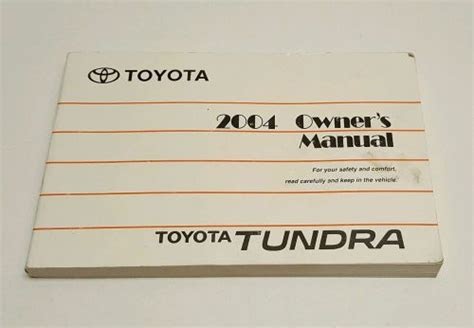 TOYOTA
2004 Owner's
Manual
For your safety and comfort,
read carefully and keep in the vehicle.
TOYOTA TUNDRA